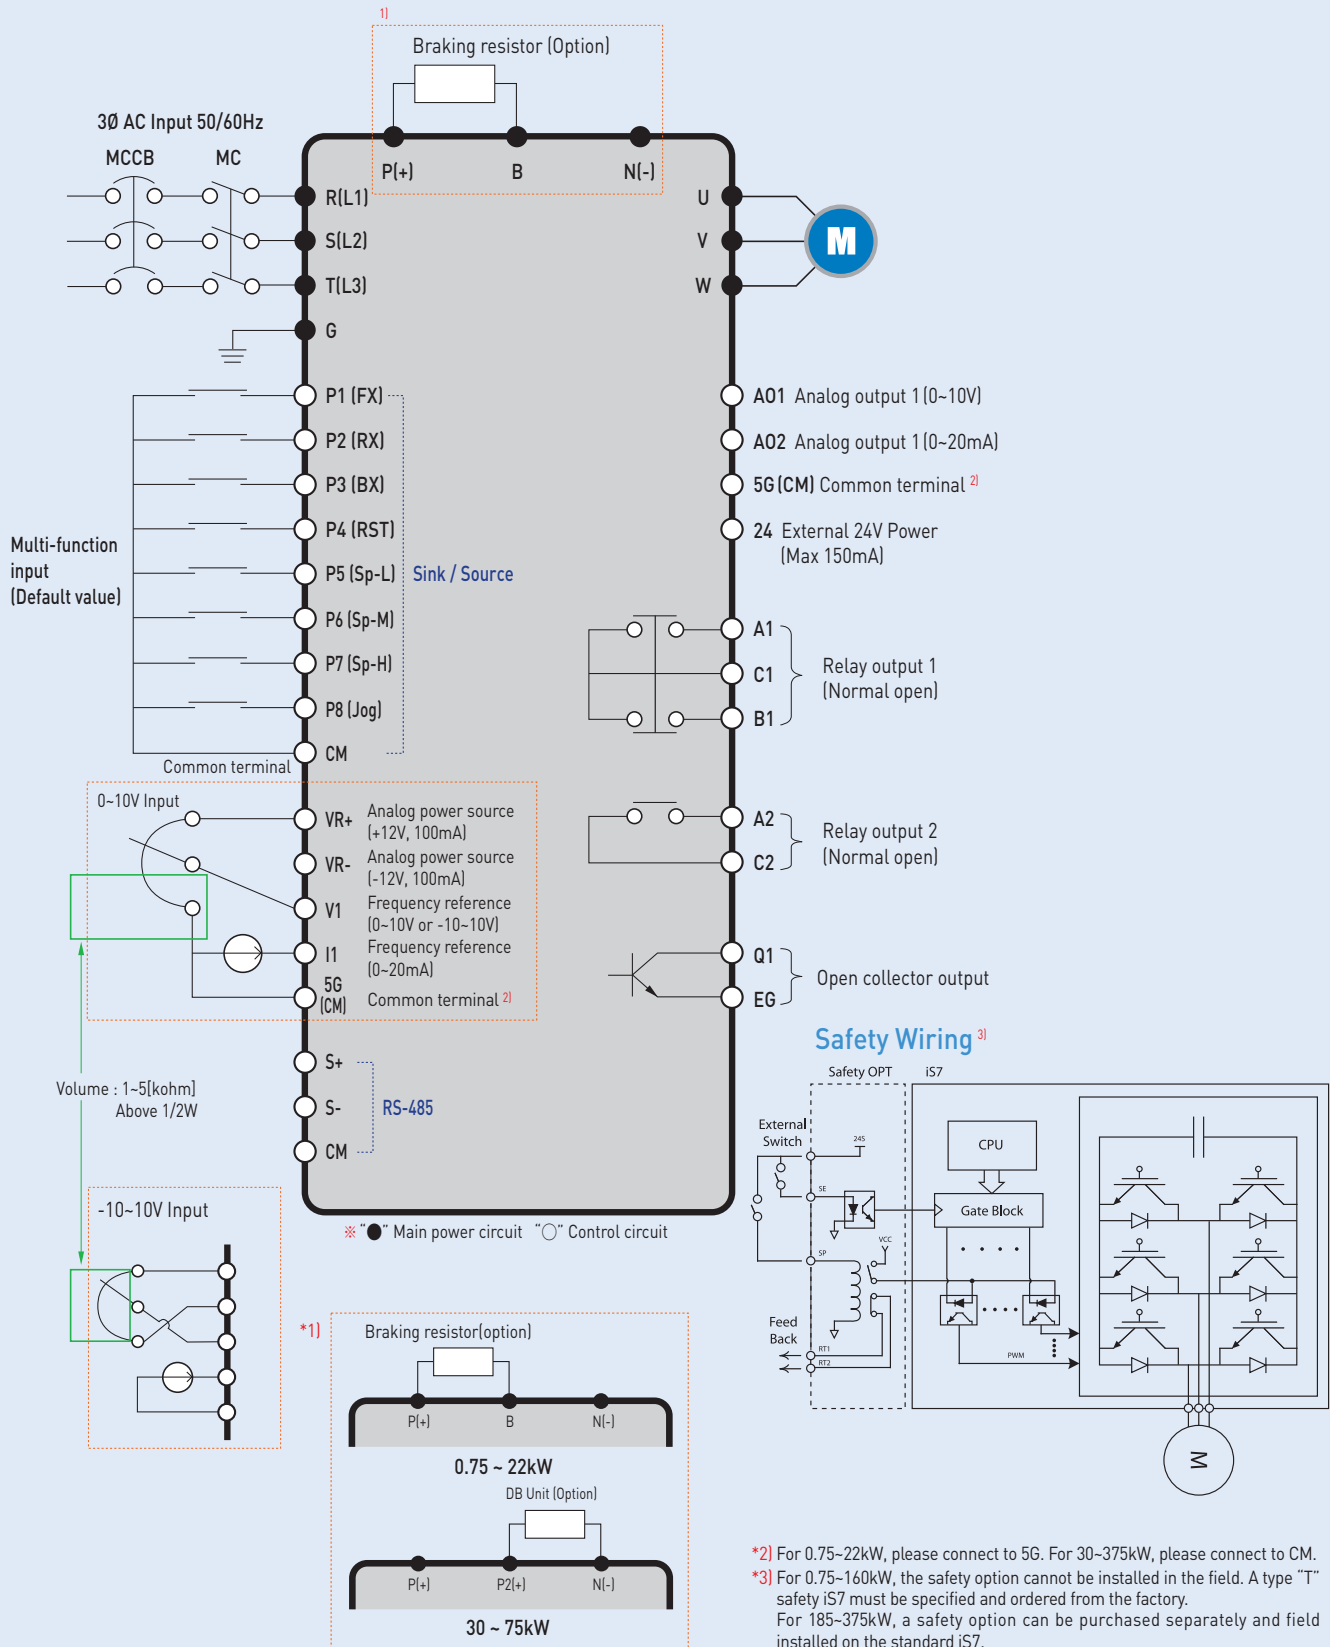 1)
Braking resistor (Option)
3Ø AC Input 50/60Hz
MCCB MC
P(+) B N(-)
R(L1)
S(L2)
T(L3)
G
U
V
W
M
Multi-function
input
(Default value)
P1 (FX)
P2 (RX)
P3 (BX)
P4 (RST)
P5 (Sp-L)
P6 (Sp-M)
P7 (Sp-H)
P8 (Jog)
CM
Sink / Source
Common terminal
AO1 Analog output 1 (0~10V)
AO2 Analog output 1 (0~20mA)
5G (CM) Common terminal 2)
24 External 24V Power
(Max 150mA)
A1
C1
B1
Relay output 1
(Normal open)
A2
C2
Relay output 2
(Normal open)
Q1
EG
Open collector output
0~10V Input
VR+ Analog power source
(+12V, 100mA)
VR- Analog power source
(-12V, 100mA)
V1 Frequency reference
(0~10V or -10~10V)
I1 Frequency reference
(0~20mA)
5G
(CM) Common terminal 2)
S+
S-
CM
RS-485
Volume : 1~5[kohm]
Above 1/2W
-10~10V Input
※ “●” Main power circuit “○” Control circuit
Safety Wiring 3)
Safety OPT iS7
External
Switch
24S
SE
SP
VCC
CPU
Gate Block
Feed
Back
RT1
RT2
PWM
M
*1)
Braking resistor(option)
P(+) B N(-)
0.75 ~ 22kW
DB Unit (Option)
P(+) P2(+) N(-)
30 ~ 75kW
*2) For 0.75~22kW, please connect to 5G. For 30~375kW, please connect to CM.
*3) For 0.75~160kW, the safety option cannot be installed in the field. A type “T”
safety iS7 must be specified and ordered from the factory.
For 185~375kW, a safety option can be purchased separately and field
installed on the standard iS7.